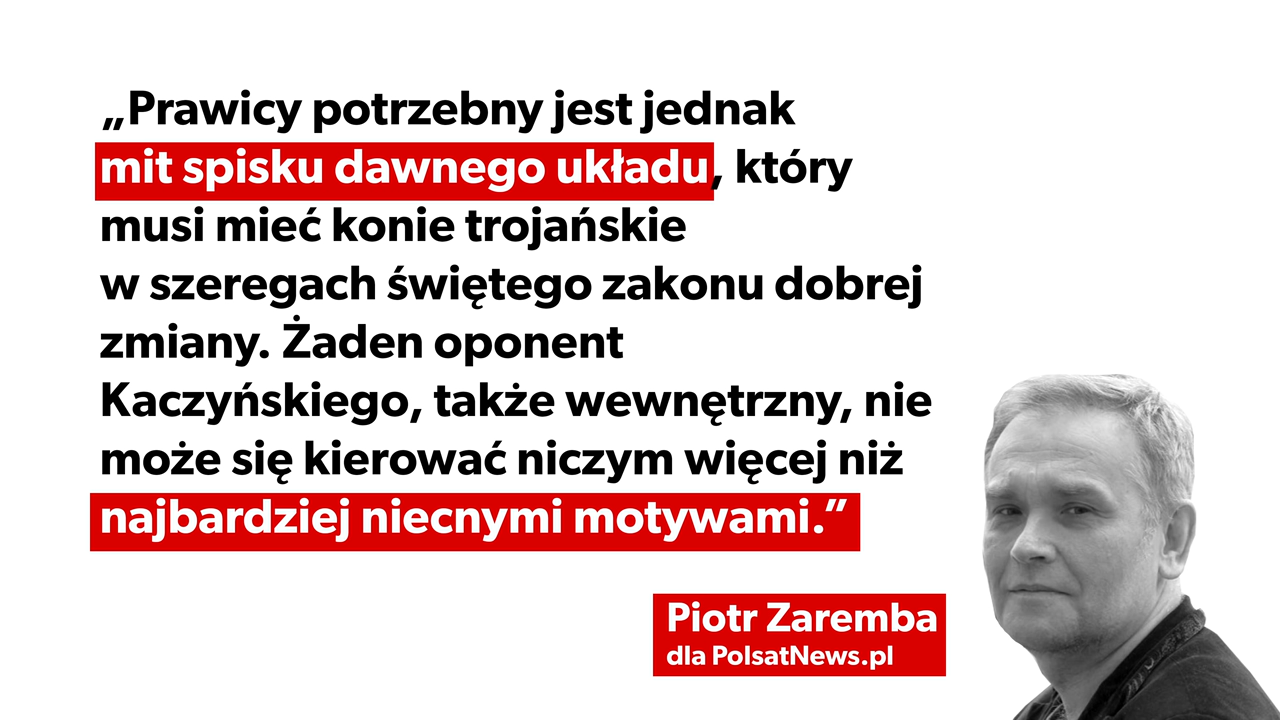 „Prawicy potrzebny jest jednak
mit spisku dawnego układu, który
musi mieć konie trojańskie
w szeregach świętego zakonu dobrej
zmiany. Żaden oponent
Kaczyńskiego, także wewnętrzny, nie
może się kierować niczym więcej niż
najbardziej niecnymi motywami.”
Piotr Zaremba
dla PolsatNews.pl